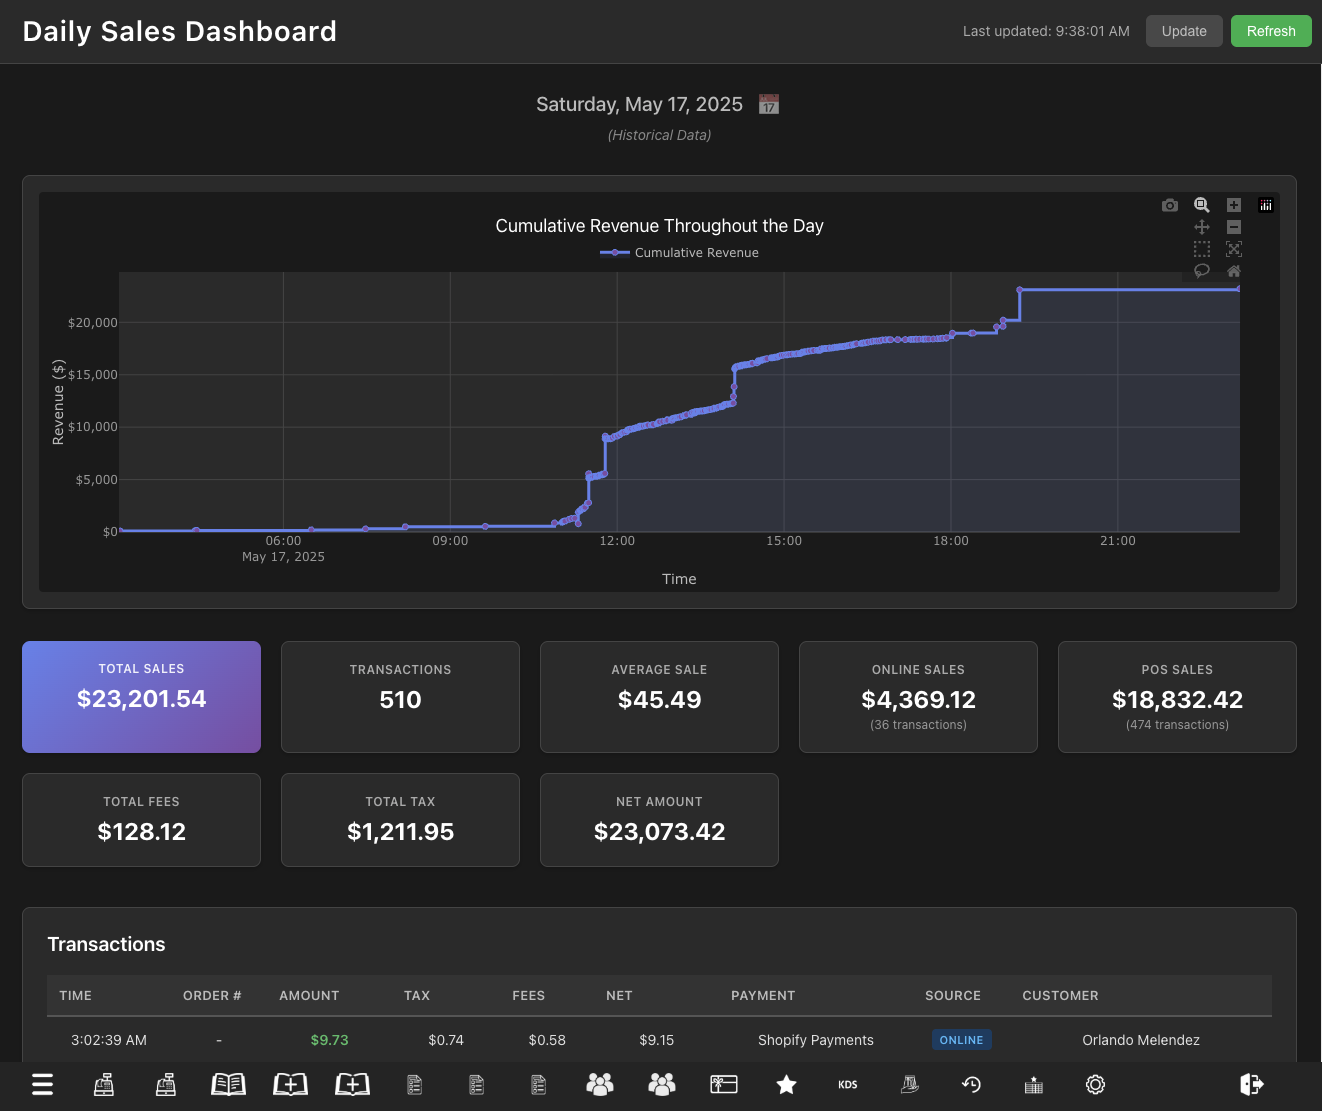 Daily Sales Dashboard
Last updated: 9:38:01 AM
Update
Refresh
Saturday, May 17, 2025
17
(Historical Data)
Cumulative Revenue Throughout the Day
Cumulative Revenue
Revenue ($)
$20,000
$15,000
$10,000
$5,000
$0
06:00 09:00 12:00 15:00 18:00 21:00
May 17, 2025
Time
TOTAL SALES
$23,201.54
TRANSACTIONS
510
AVERAGE SALE
$45.49
ONLINE SALES
$4,369.12
(36 transactions)
POS SALES
$18,832.42
(474 transactions)
TOTAL FEES
$128.12
TOTAL TAX
$1,211.95
NET AMOUNT
$23,073.42
Transactions
TIME ORDER # AMOUNT TAX FEES NET PAYMENT SOURCE CUSTOMER
3:02:39 AM - $9.73 $0.74 $0.58 $9.15 Shopify Payments ONLINE Orlando Melendez
KDS